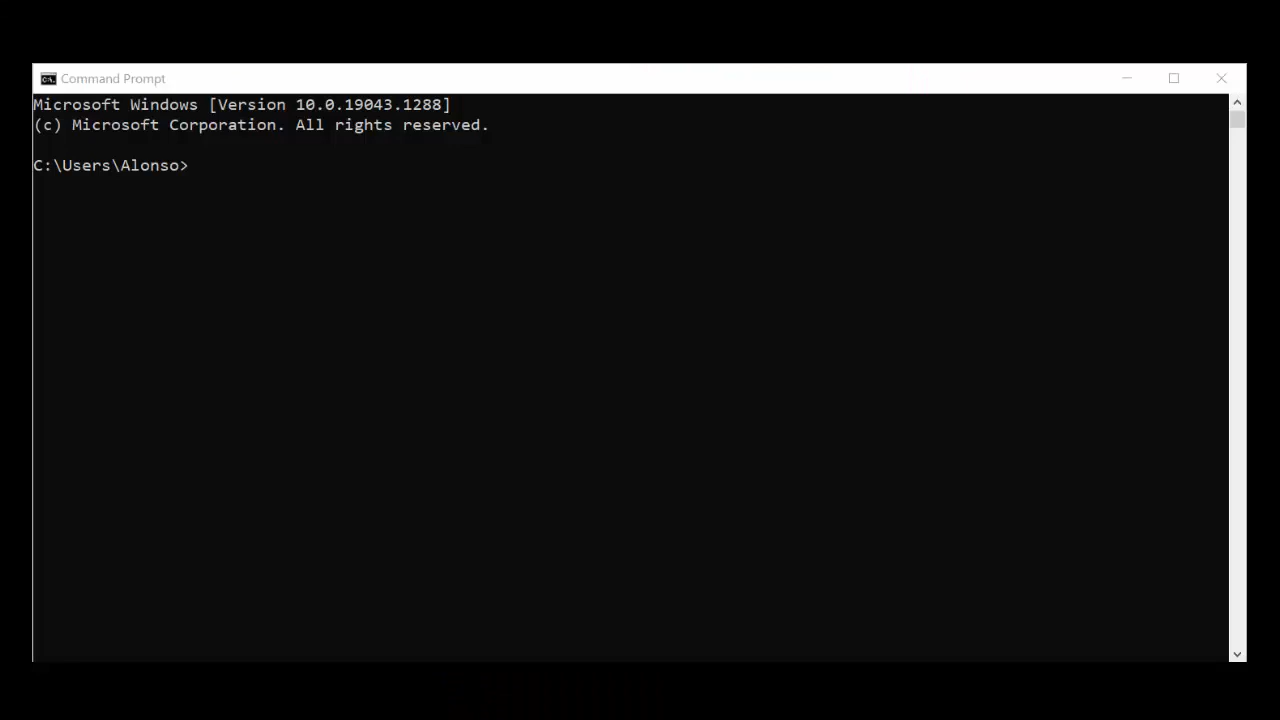 Command Prompt
Microsoft Windows [Version 10.0.19043.1288]
(c) Microsoft Corporation. All rights reserved.
C:\Users\Alonso>